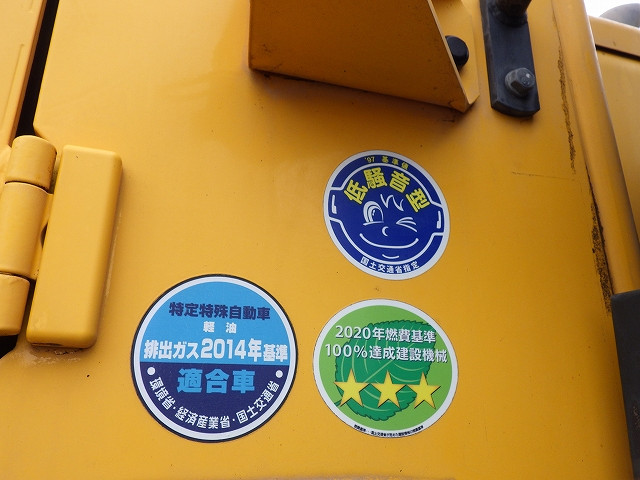 '97 基準値
低騒音型
国土交通省指定
特定特殊自動車
軽油
排出ガス2014年基準
適合車
・環境省・経済産業省・国土交通省・
2020年燃費基準
100%達成建設機械